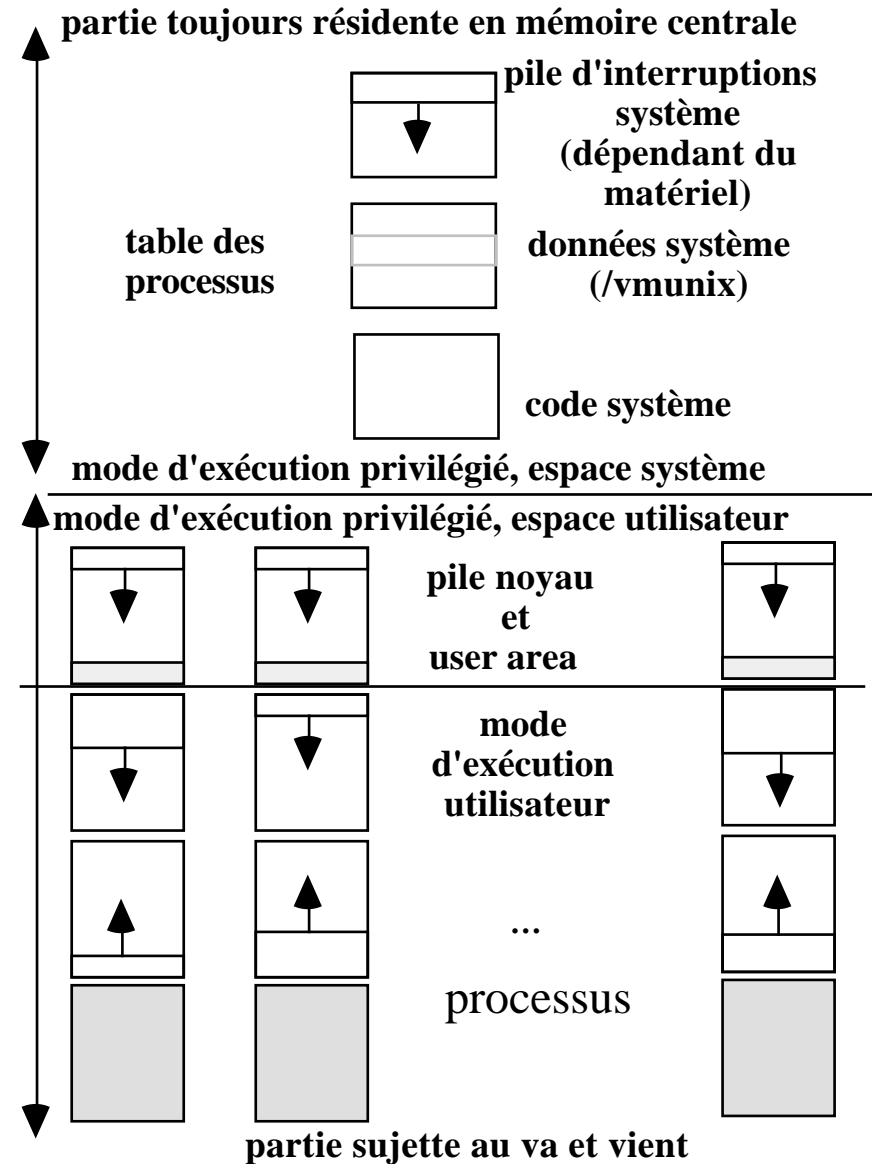 partie toujours résidente en mémoire centrale
pile d'interruptions
système
(dépendant du
matériel)
table des
processus
données système
(/vmunix)
code système
mode d'exécution privilégié, espace système
mode d'exécution privilégié, espace utilisateur
pile noyau
et
user area
mode
d'exécution
utilisateur
...
processus
partie sujette au va et vient